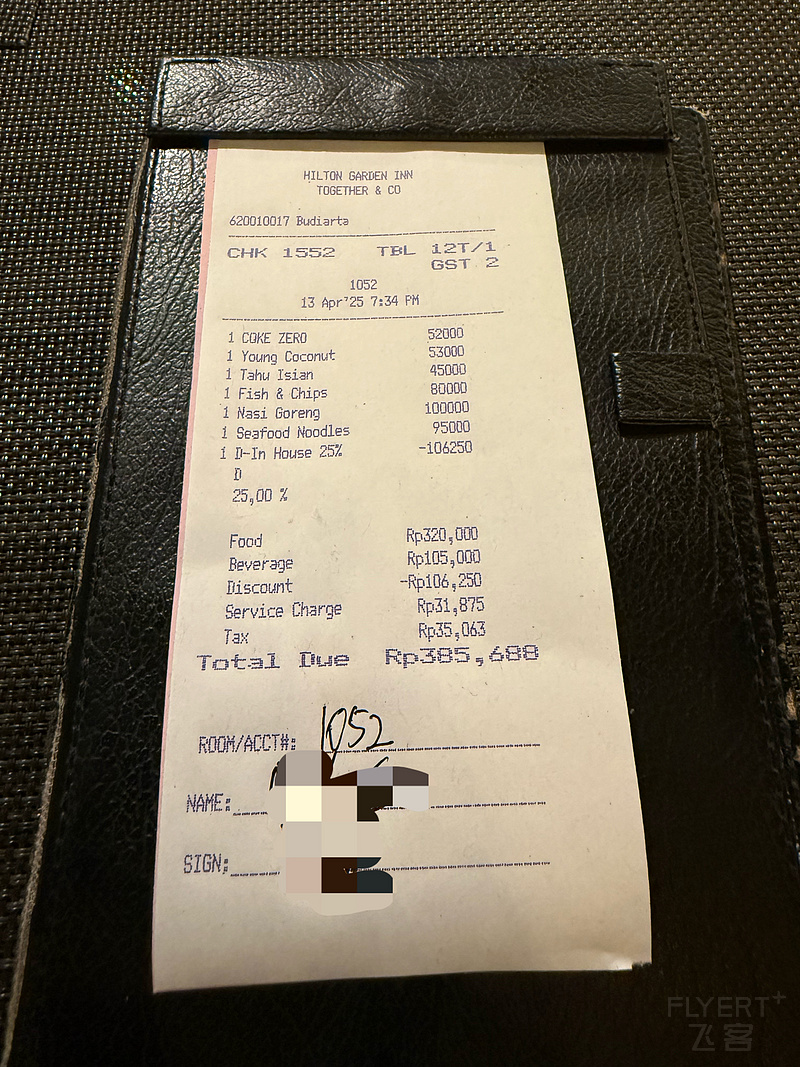 HILTON GARDEN INN
TOGETHER & CO
620010017 Budiarta
CHK 1552 TBL 12T/1
GST 2
1052
13 Apr'25 7:34 PM
1 COKE ZERO 52000
1 Young Coconut 53000
1 Tahu Isian 45000
1 Fish & Chips 80000
1 Nasi Goreng 100000
1 Seafood Noodles 95000
1 D-In House 25% -106250
D
25,00 %
Food Rp320,000
Beverage Rp105,000
Discount -Rp106,250
Service Charge Rp31,875
Tax Rp35,063
Total Due Rp385,688
ROOM/ACCT#: 1052
NAME:
SIGN:
FLYERT+
飞客